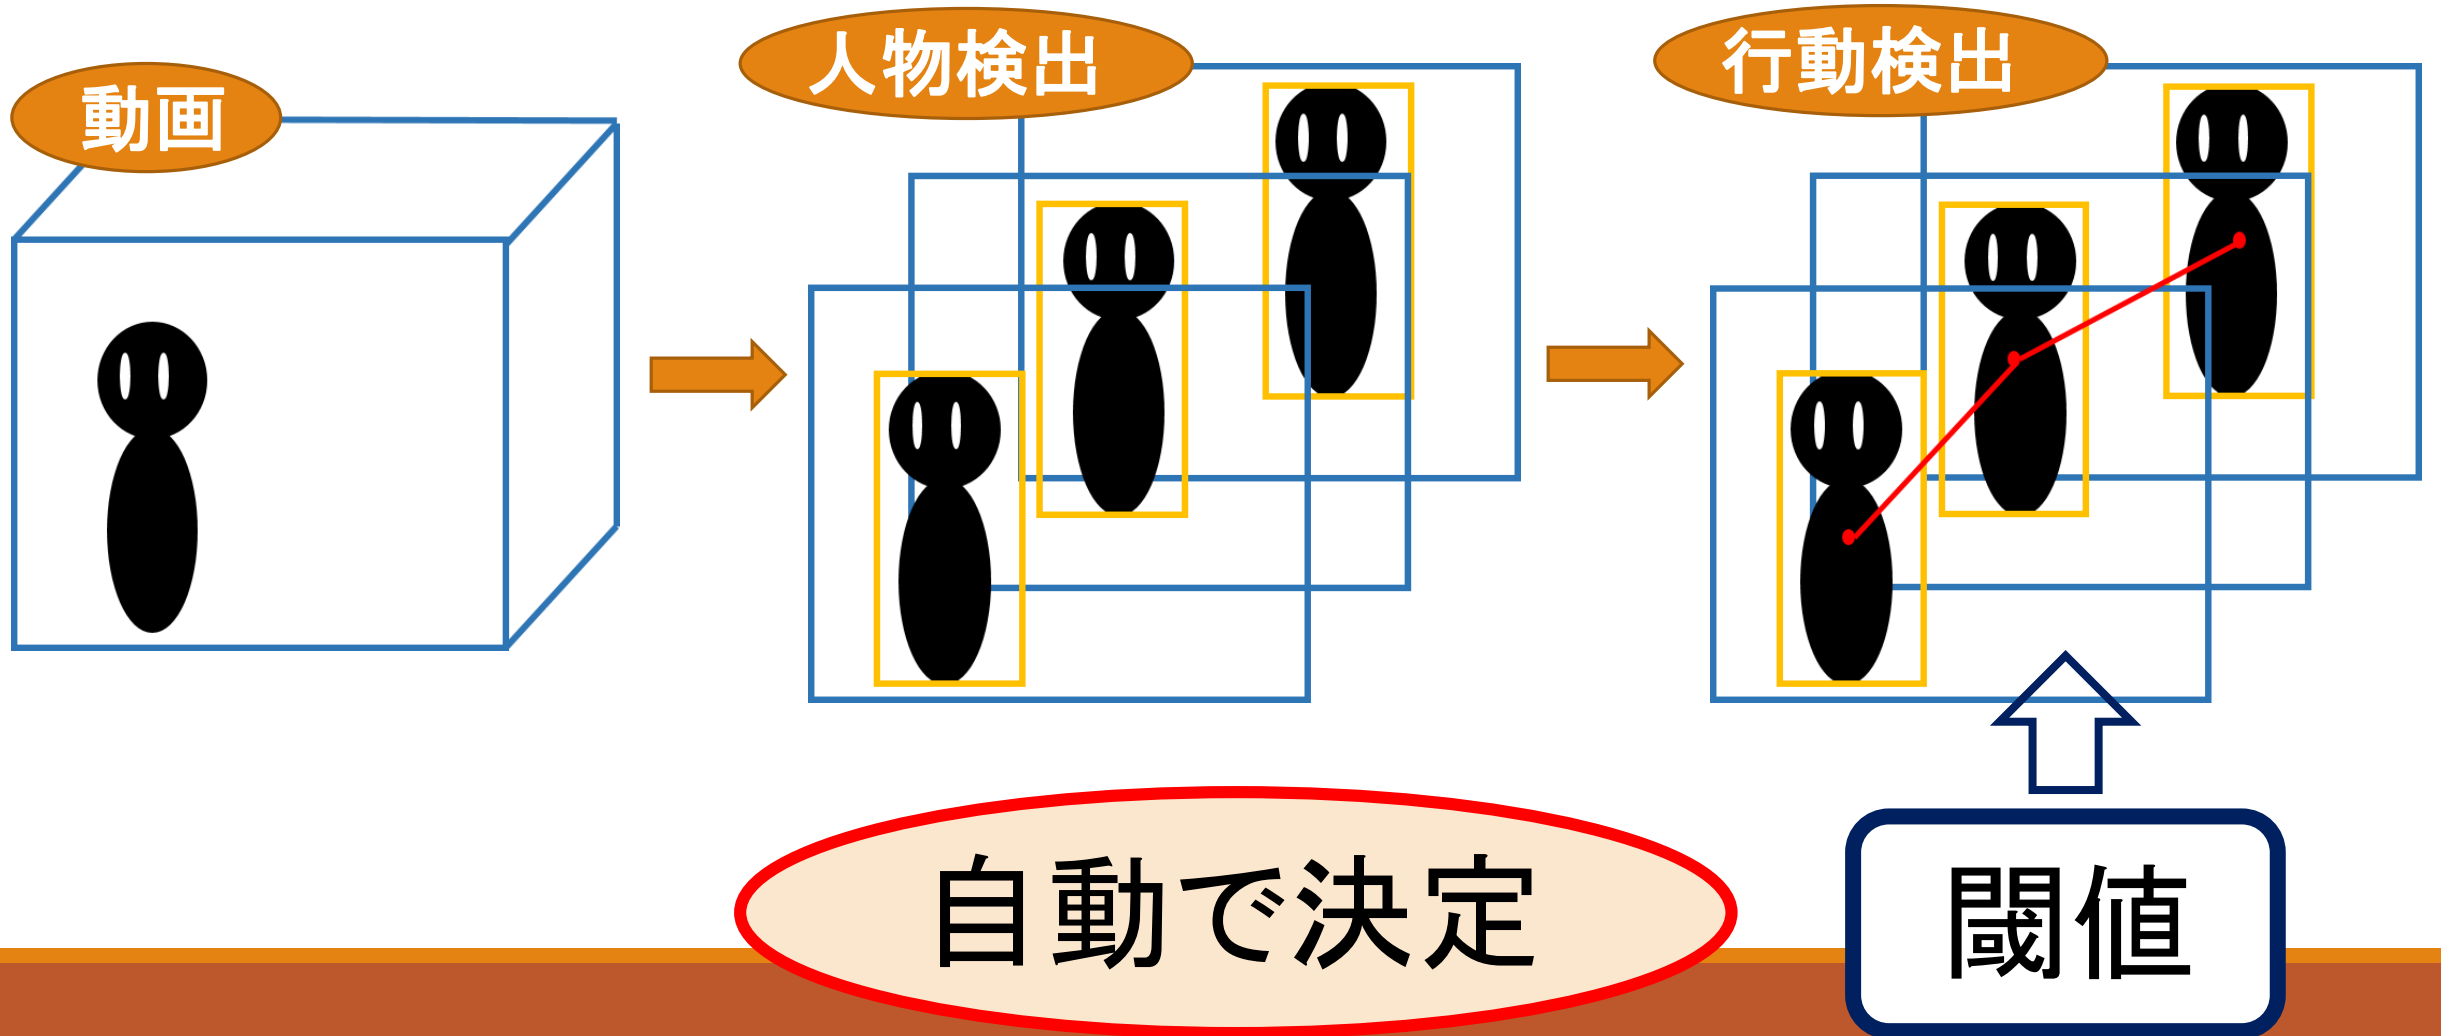 動画
人物検出
行動検出
自動で決定
閾値